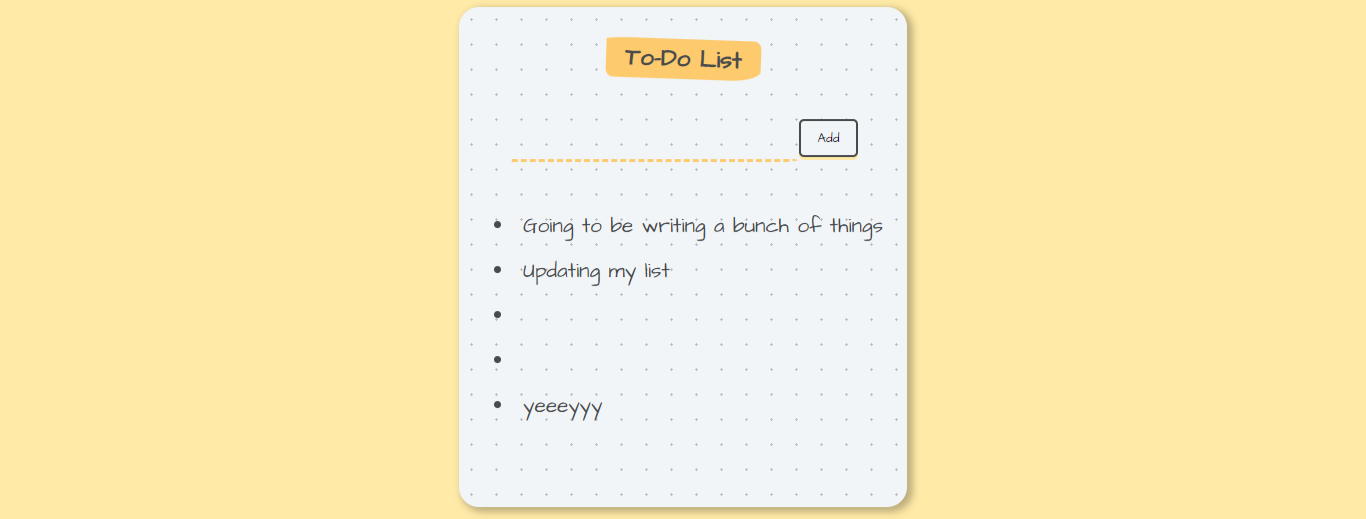 To-Do List
Add
Going to be writing a bunch of things
Updating my list
yeeeyyy